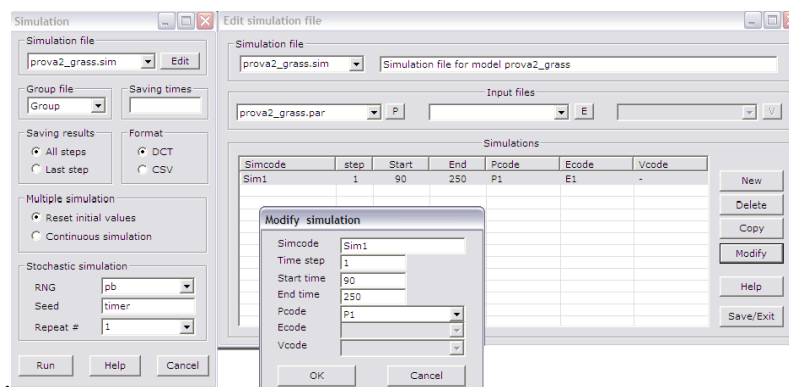 Simulation
Simulation file
prova2_grass.sim Edit
Group file Saving times
Group
Saving results Format
All steps DCT
Last step CSV
Multiple simulation
Reset initial values
Continuous simulation
Stochastic simulation
RNG pb
Seed timer
Repeat # 1
Run Help Cancel
Edit simulation file
Simulation file
prova2_grass.sim Simulation file for model prova2_grass
Input files
prova2_grass.par P E V
Simulations
Simcode step Start End Pcode Ecode Vcode
Sim1 1 90 250 P1 E1 -
New
Delete
Copy
Modify
Help
Save/Exit
Modify simulation
Simcode Sim1
Time step 1
Start time 90
End time 250
Pcode P1
Ecode
Vcode
OK Cancel